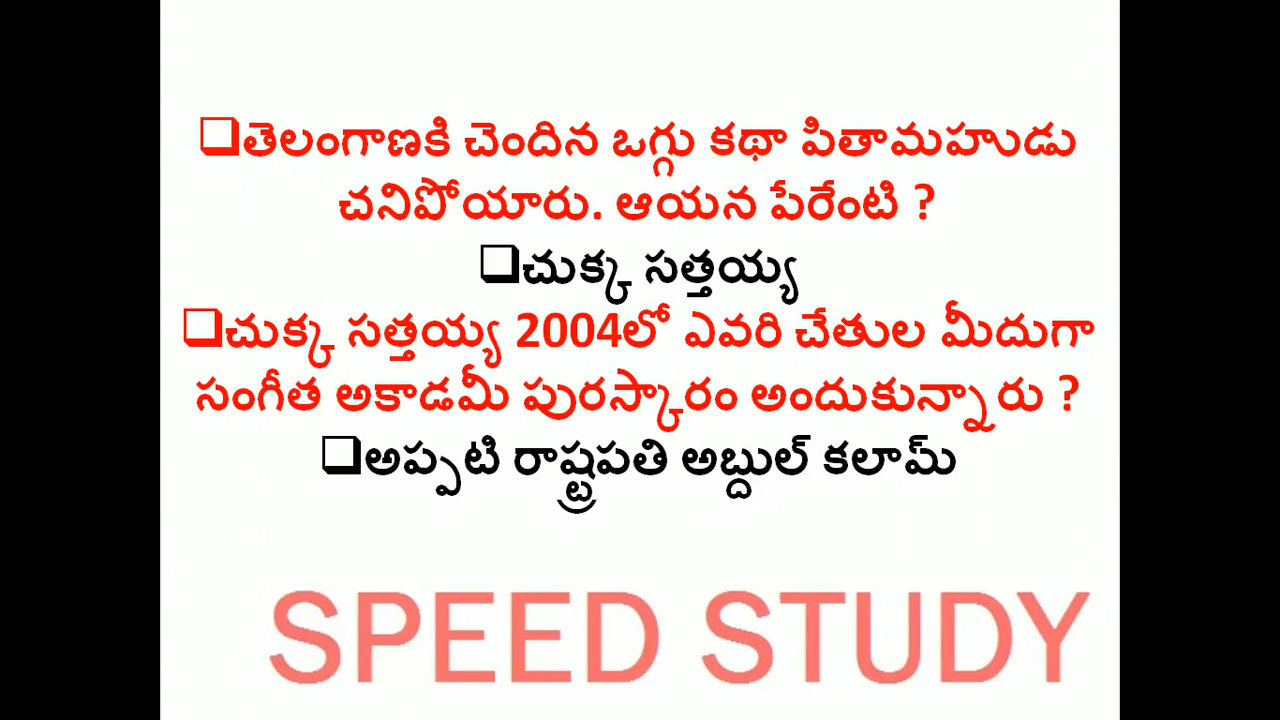 ❑తెలంగాణకి చెందిన ఒగ్గు కథా పితామహుడు
చనిపోయారు. ఆయన పేరేంటి ?
❑చుక్క సత్తయ్య
❑చుక్క సత్తయ్య 2004లో ఎవరి చేతుల మీదుగా
సంగీత అకాడమీ పురస్కారం అందుకున్నారు ?
❑అప్పటి రాష్ట్రపతి అబ్దుల్ కలామ్
SPEED STUDY